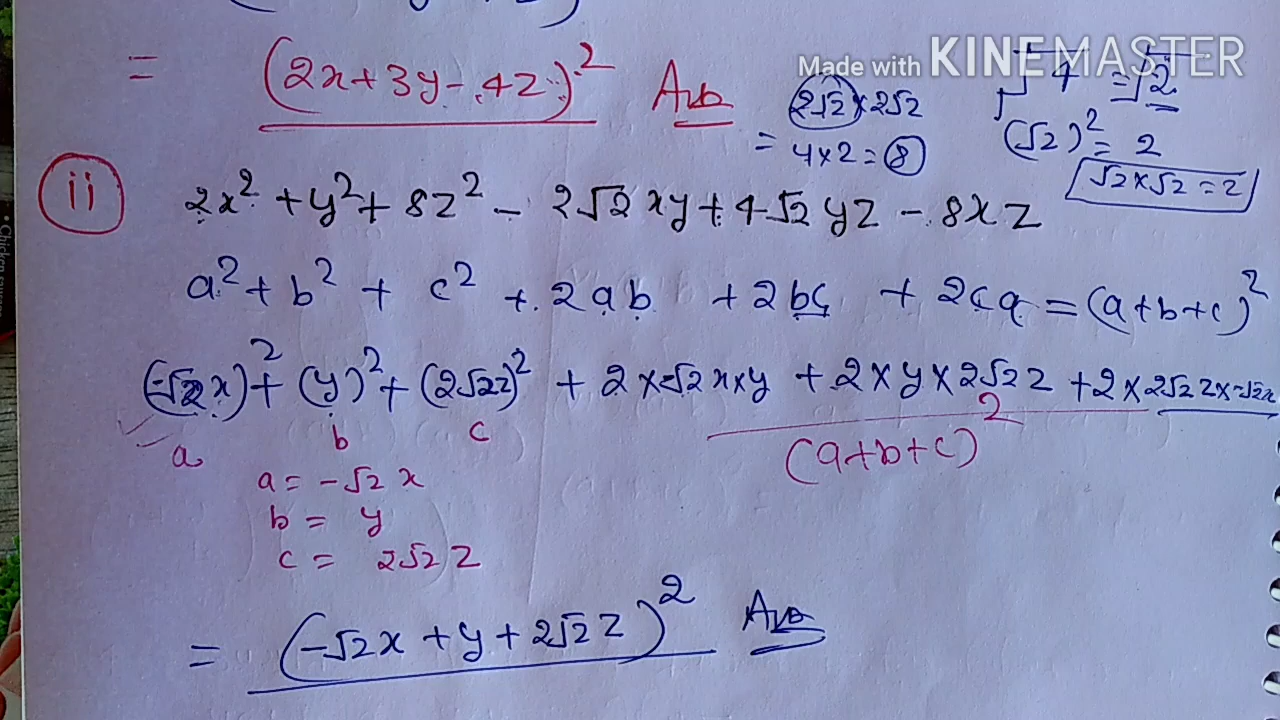 = (2x+3y-4z)² Ans
Made with KINEMASTER
2√2×2√2
= 4×2=8
√4 = √2²
(√2)² = 2
√2×√2=2
ii 2x² + y² + 8z² - 2√2 xy + 4√2 yz - 8xz
a² + b² + c² + 2ab + 2bc + 2ca = (a+b+c)²
(-√2x)² + (y)² + (2√2z)² + 2×-√2x×y + 2×y×2√2z + 2×2√2z×-√2x
a b c
(a+b+c)²
a = -√2 x
b = y
c = 2√2 z
= (-√2x + y + 2√2z)² Ans